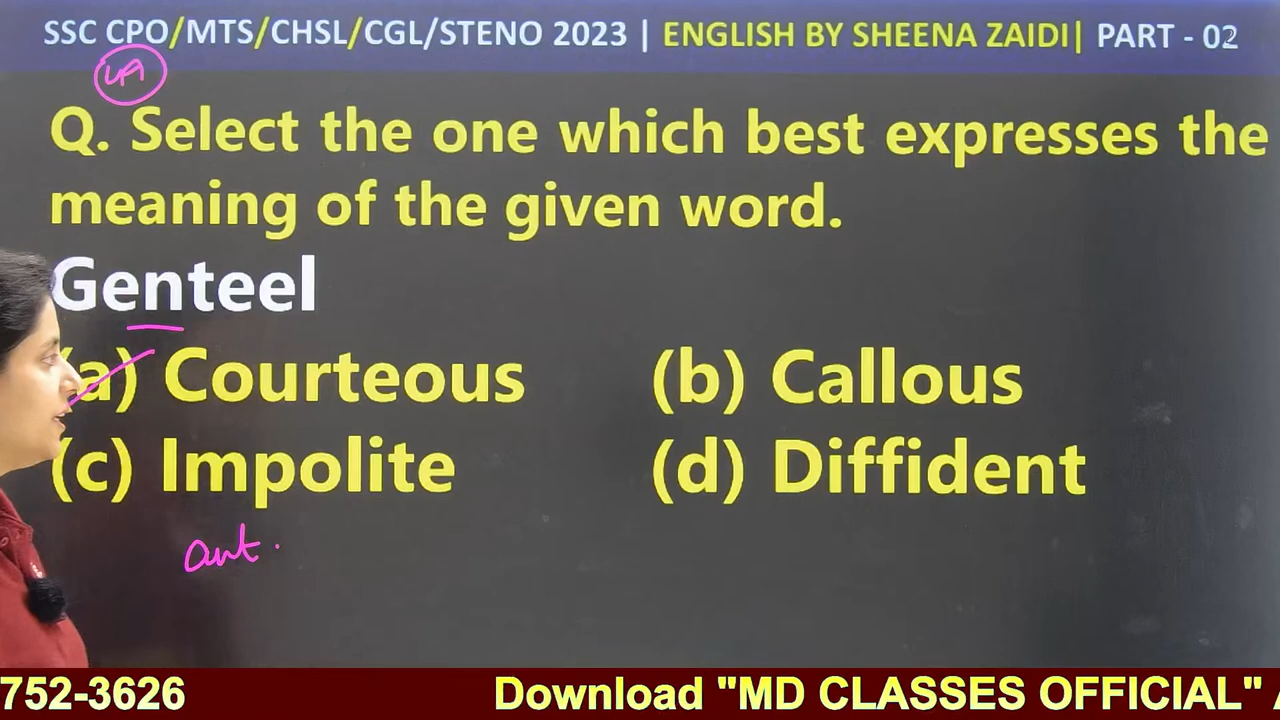 SSC CPO/MTS/CHSL/CGL/STENO 2023 | ENGLISH BY SHEENA ZAIDI| PART - 02
Q. Select the one which best expresses the
meaning of the given word.
Genteel
(a) Courteous (b) Callous
(c) Impolite (d) Diffident
ant.
752-3626 Download "MD CLASSES OFFICIAL"